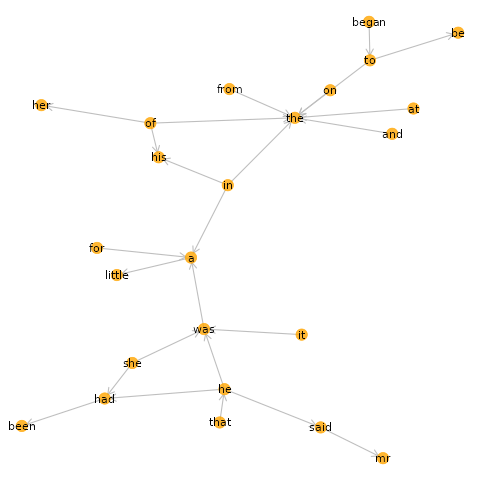 began
be
to
from
on
her
the
at
of
and
his
in
for
a
little
was
it
she
he
had
that
been
said
mr